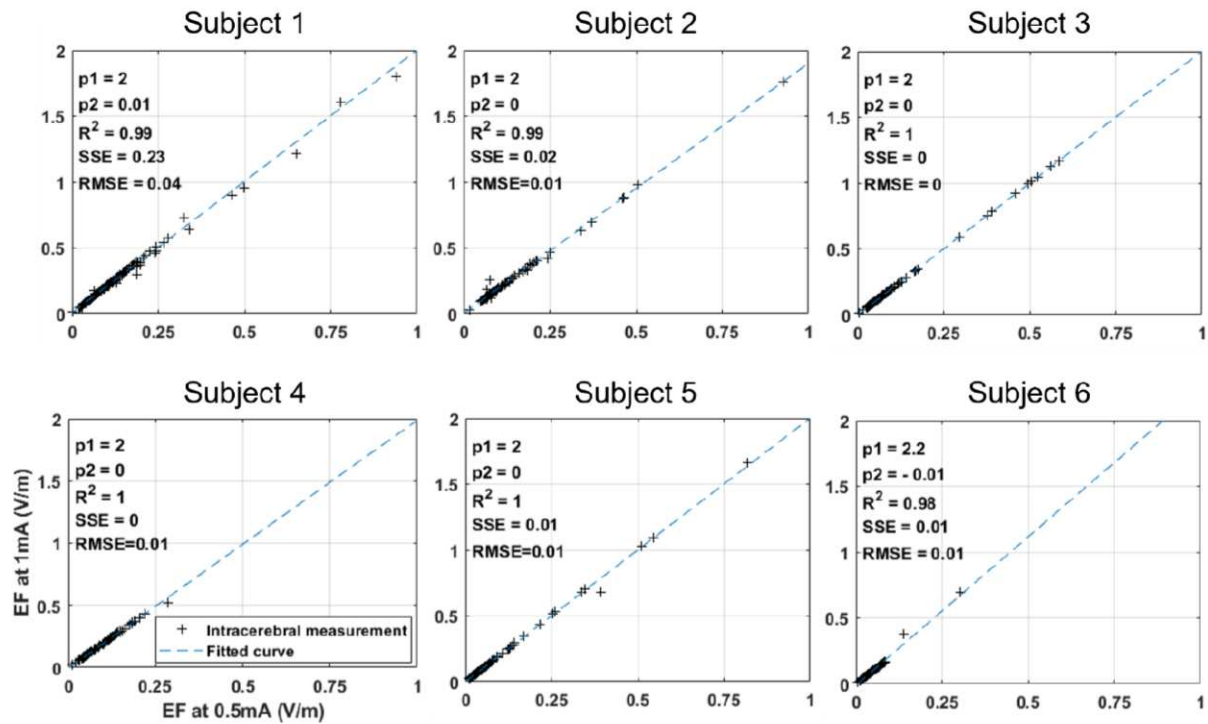 Subject 1
2
1.5
1
0.5
0
p1 = 2
p2 = 0.01
R² = 0.99
SSE = 0.23
RMSE = 0.04
0 0.25 0.5 0.75 1
Subject 2
2
1.5
1
0.5
0
p1 = 2
p2 = 0
R² = 0.99
SSE = 0.02
RMSE=0.01
0 0.25 0.5 0.75 1
Subject 3
2
1.5
1
0.5
0
p1 = 2
p2 = 0
R² = 1
SSE = 0
RMSE = 0
0 0.25 0.5 0.75 1
Subject 4
EF at 1mA (V/m)
2
1.5
1
0.5
0
p1 = 2
p2 = 0
R² = 1
SSE = 0
RMSE=0.01
Intracerebral measurement
Fitted curve
0 0.25 0.5 0.75 1
EF at 0.5mA (V/m)
Subject 5
2
1.5
1
0.5
0
p1 = 2
p2 = 0
R² = 1
SSE = 0.01
RMSE=0.01
0 0.25 0.5 0.75 1
Subject 6
2
1.5
1
0.5
0
p1 = 2.2
p2 = - 0.01
R² = 0.98
SSE = 0.01
RMSE = 0.01
0 0.25 0.5 0.75 1